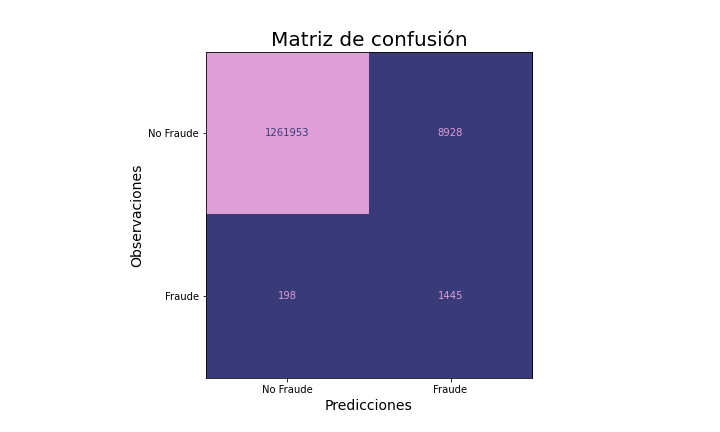 Matriz de confusión
No Fraude
1261953
8928
Observaciones
Fraude
198
1445
No Fraude
Fraude
Predicciones